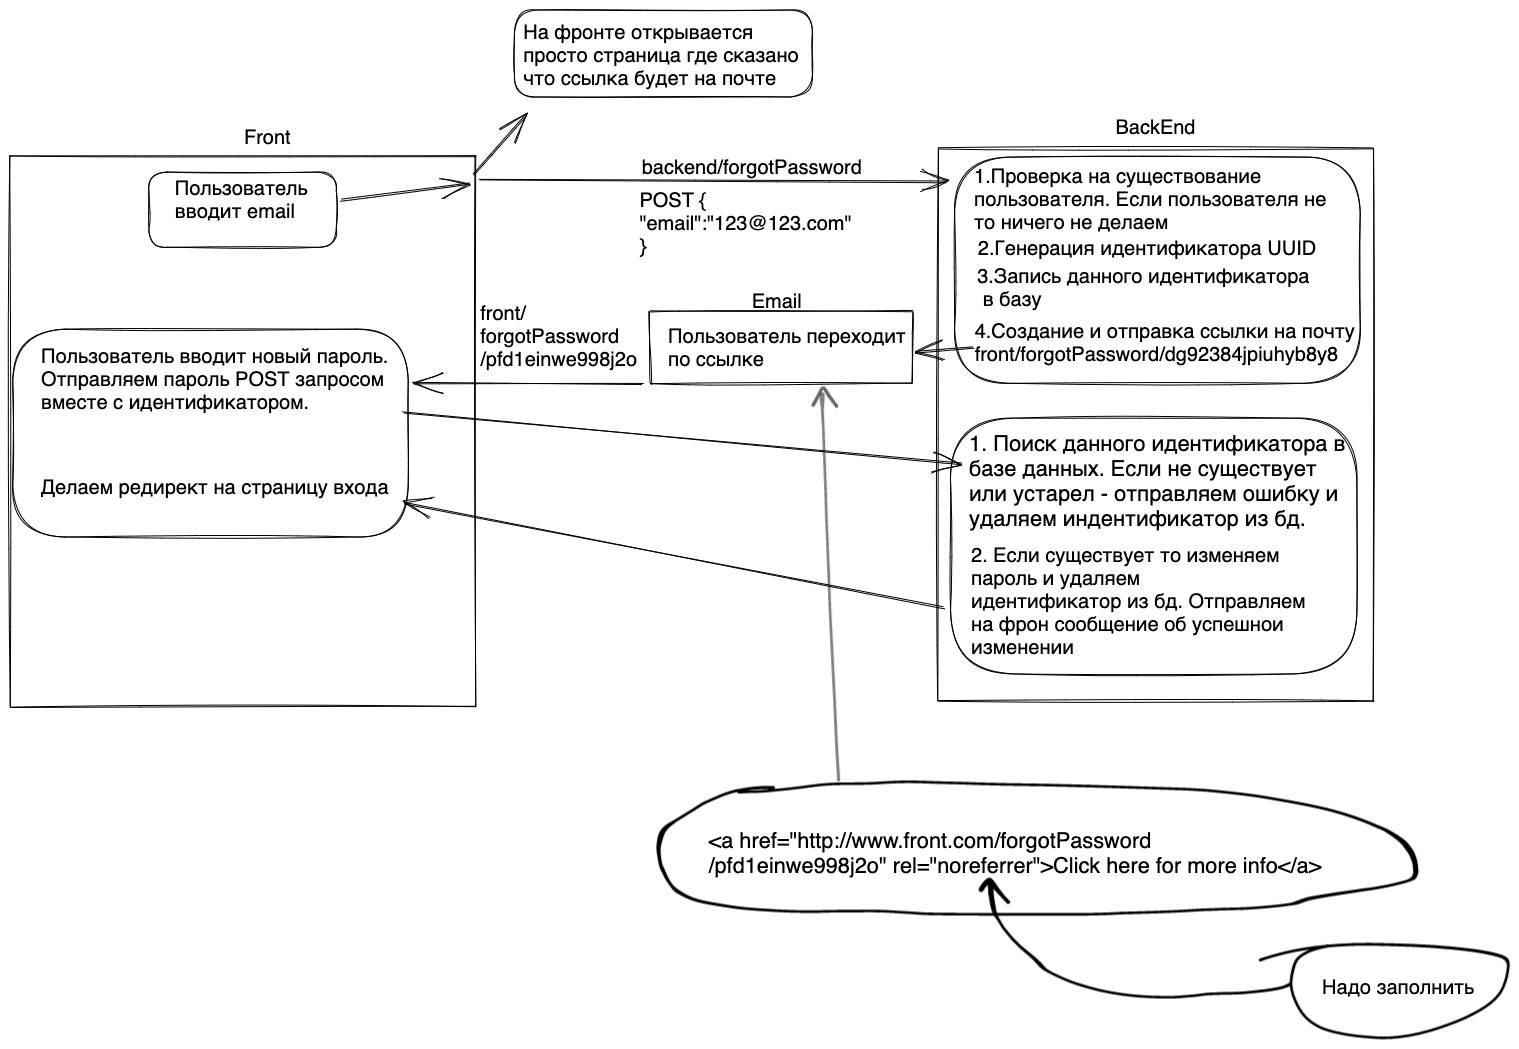 На фронте открывается
просто страница где сказано
что ссылка будет на почте
Front
BackEnd
Пользователь
вводит email
backend/forgotPassword
POST {
"email":"123@123.com"
}
1.Проверка на существование
пользователя. Если пользователя не
то ничего не делаем
2.Генерация идентификатора UUID
3.Запись данного идентификатора
в базу
4.Создание и отправка ссылки на почту
front/forgotPassword/dg92384jpiuhyb8y8
Email
Пользователь переходит
по ссылке
front/
forgotPassword
/pfd1einwe998j2o
Пользователь вводит новый пароль.
Отправляем пароль POST запросом
вместе с идентификатором.
Делаем редирект на страницу входа
1. Поиск данного идентификатора в
базе данных. Если не существует
или устарел - отправляем ошибку и
удаляем индентификатор из бд.
2. Если существует то изменяем
пароль и удаляем
идентификатор из бд. Отправляем
на фрон сообщение об успешнои
изменении
<a href="http://www.front.com/forgotPassword
/pfd1einwe998j2o" rel="noreferrer">Click here for more info</a>
Надо заполнить